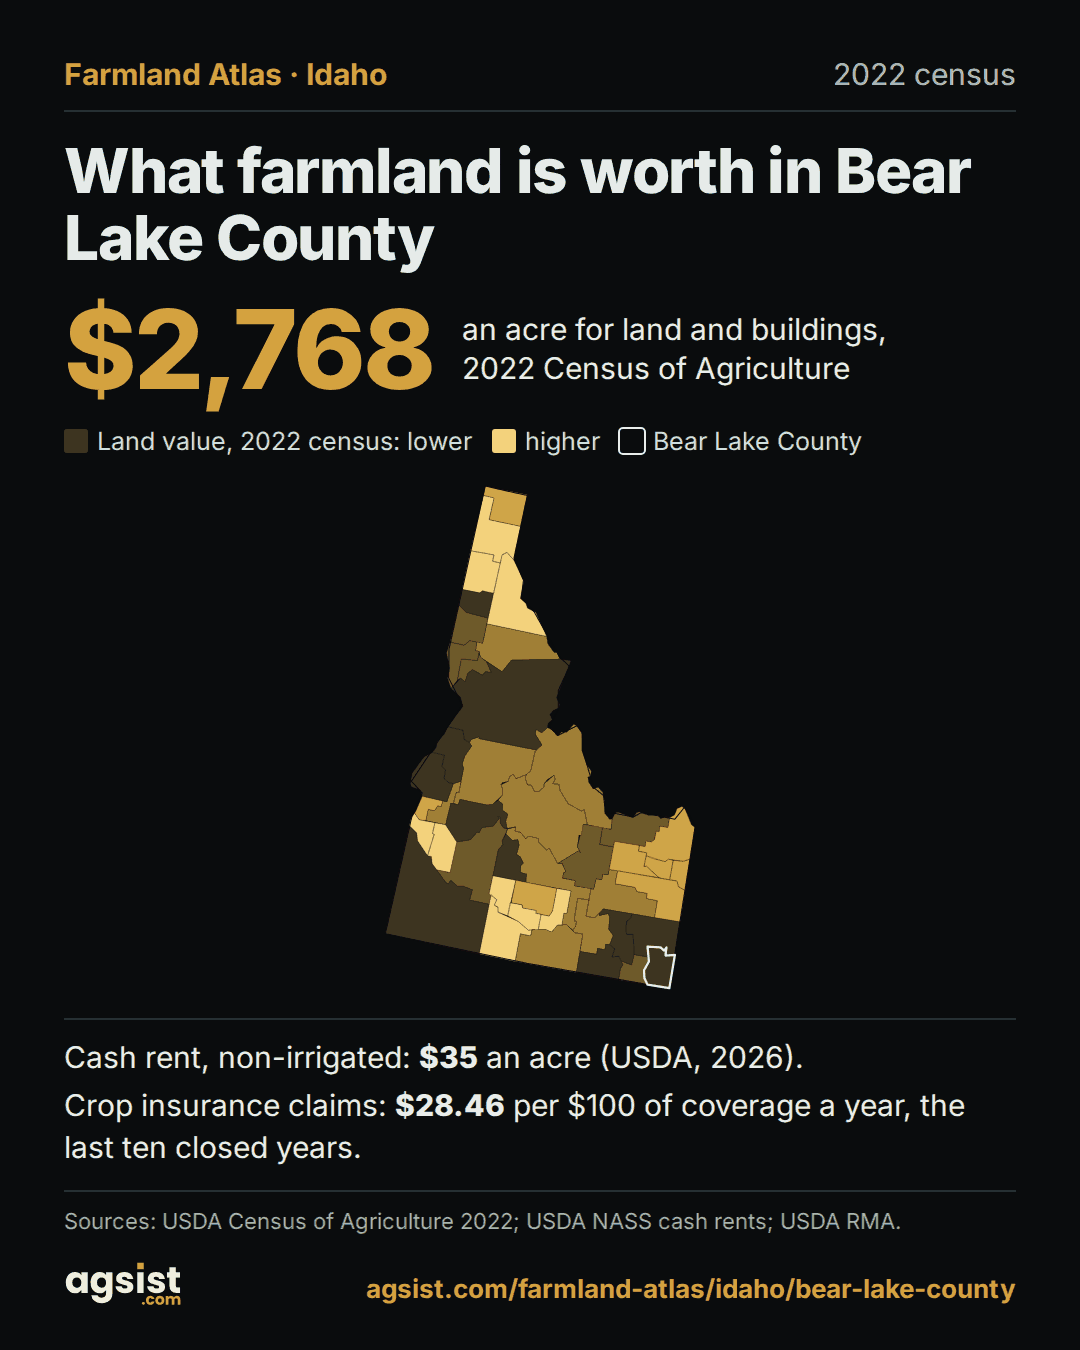 Farmland Atlas · Idaho
2022 census
What farmland is worth in Bear
Lake County
$2,768
an acre for land and buildings,
2022 Census of Agriculture
Land value, 2022 census: lower
higher
Bear Lake County
Cash rent, non-irrigated: $35 an acre (USDA, 2026).
Crop insurance claims: $28.46 per $100 of coverage a year, the
last ten closed years.
Sources: USDA Census of Agriculture 2022; USDA NASS cash rents; USDA RMA.
agsist
.com
agsist.com/farmland-atlas/idaho/bear-lake-county